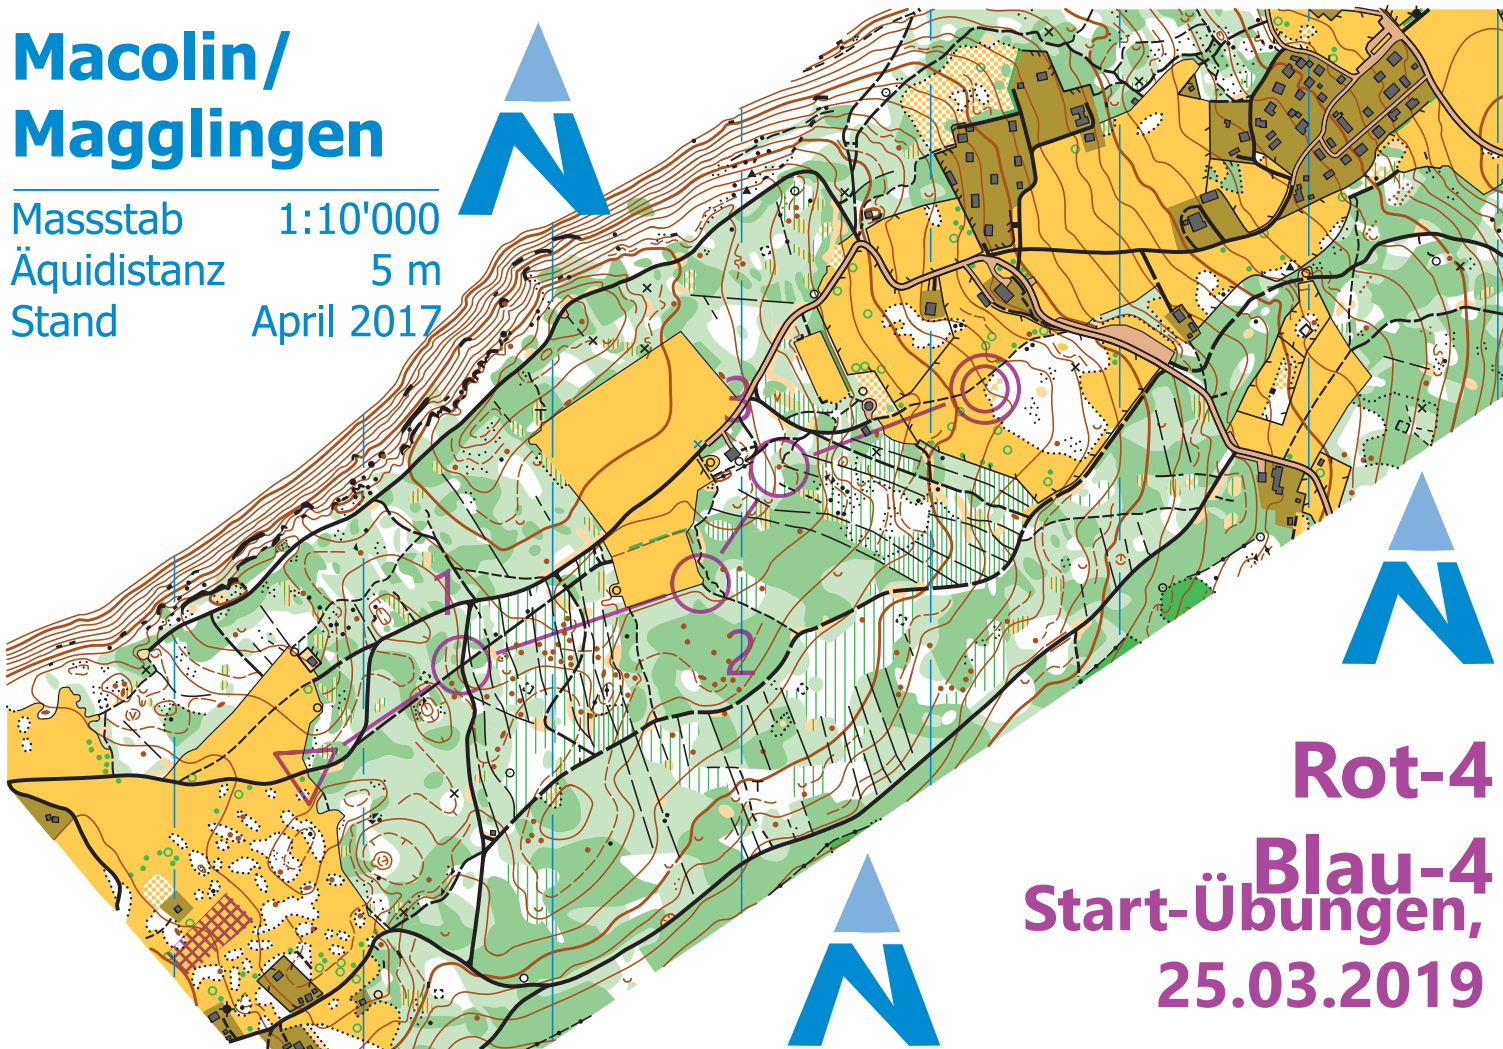 Macolin/
Magglingen
Massstab 1:10'000
Äquidistanz 5 m
Stand April 2017
N
3
1
2
N
Rot-4
Blau-4
Start-Übungen,
25.03.2019
N